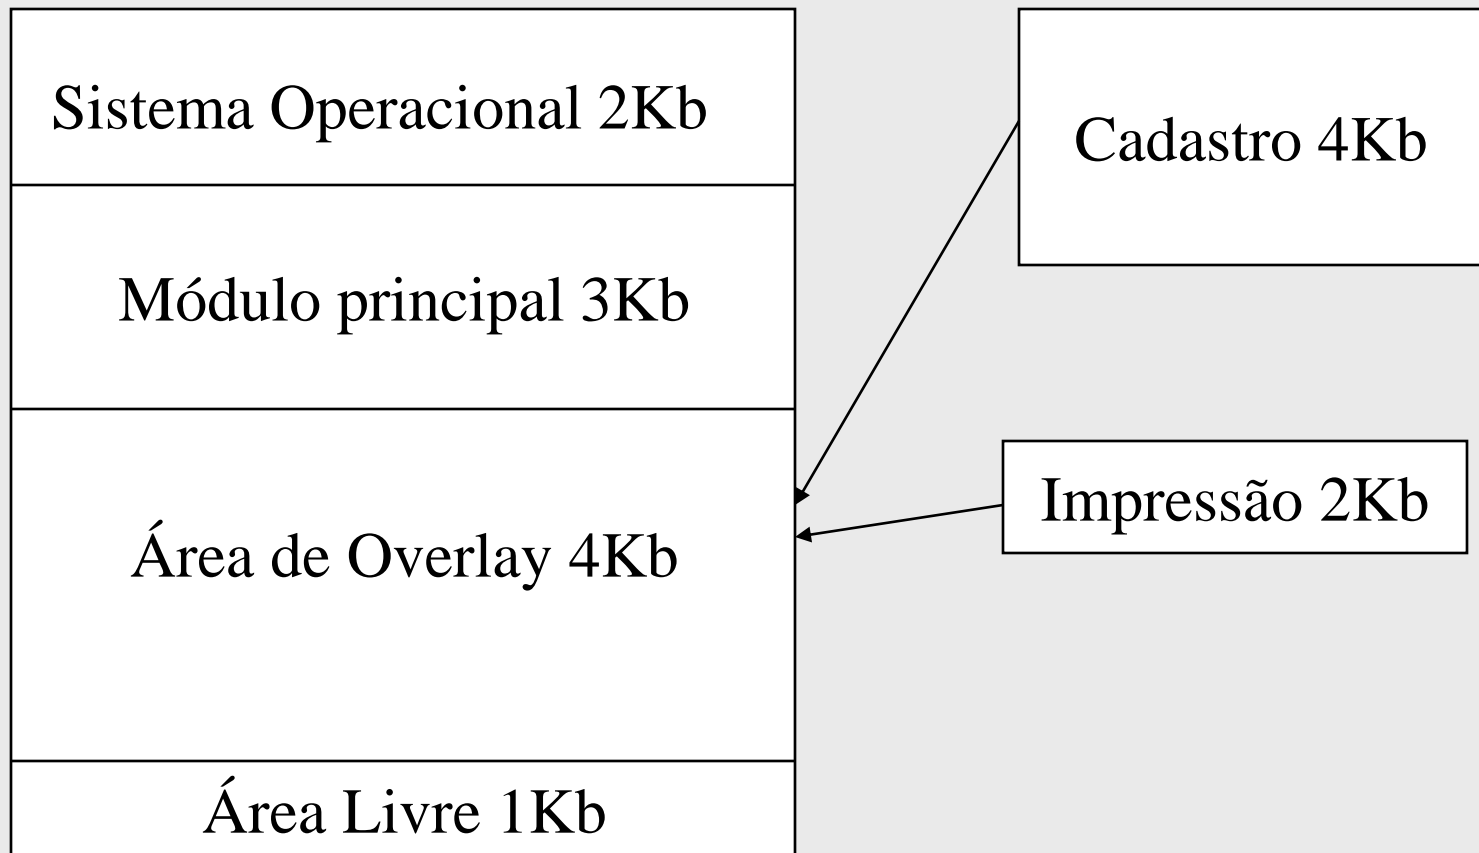 Sistema Operacional 2Kb
Módulo principal 3Kb
Área de Overlay 4Kb
Área Livre 1Kb
Cadastro 4Kb
Impressão 2Kb